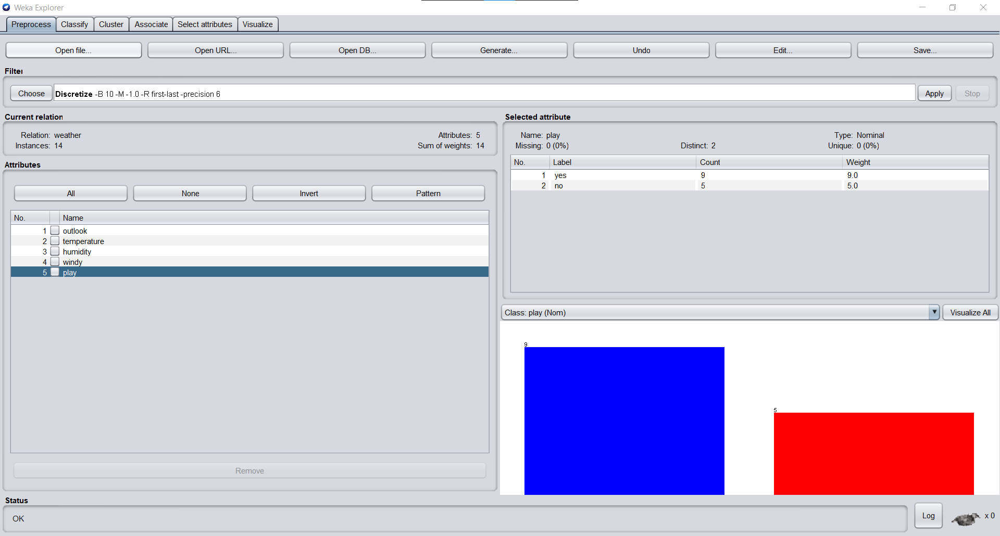 Weka Explorer
Preprocess Classify Cluster Associate Select attributes Visualize
Open file... Open URL... Open DB... Generate... Undo Edit... Save...
Filter
Choose Discretize -B 10 -M -1.0 -R first-last -precision 6 Apply Stop
Current relation
Relation: weather Attributes: 5
Instances: 14 Sum of weights: 14
Attributes
All None Invert Pattern
No. Name
1 outlook
2 temperature
3 humidity
4 windy
5 play
Remove
Selected attribute
Name: play Type: Nominal
Missing: 0 (0%) Distinct: 2 Unique: 0 (0%)
No. Label Count Weight
1 yes 9 9.0
2 no 5 5.0
Class: play (Nom) Visualize All
9
5
Status
OK
Log x 0